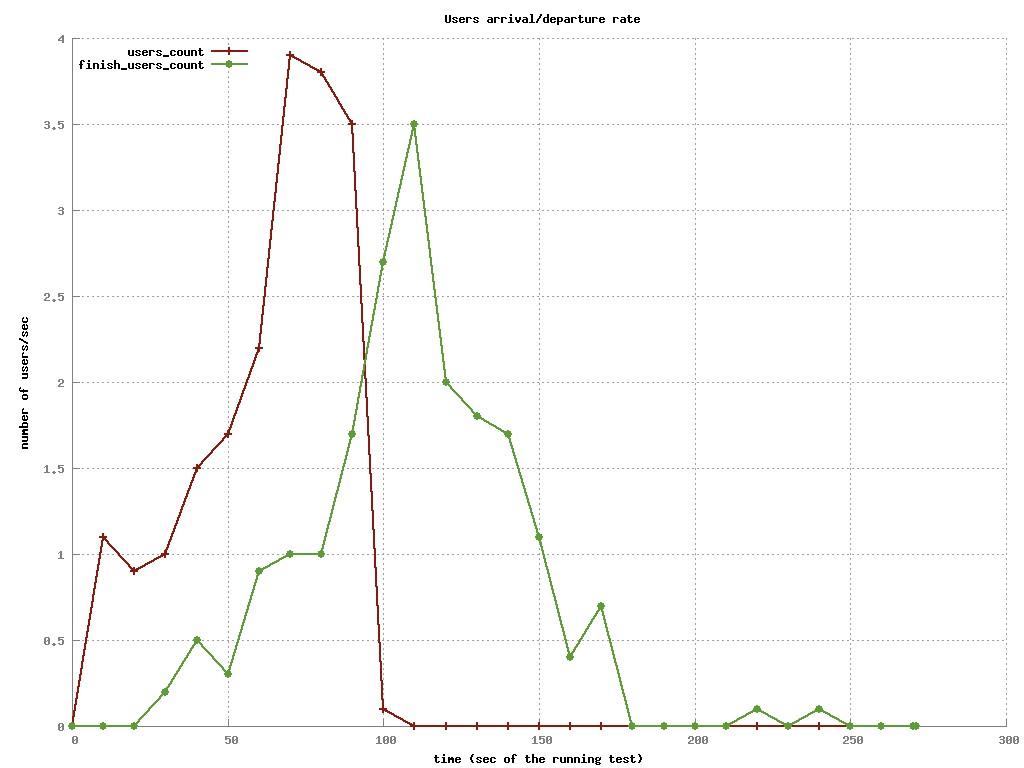 Users arrival/departure rate
users_count
finish_users_count
4
3.5
3
2.5
2
1.5
1
0.5
0
number of users/sec
0 50 100 150 200 250 300
time (sec of the running test)